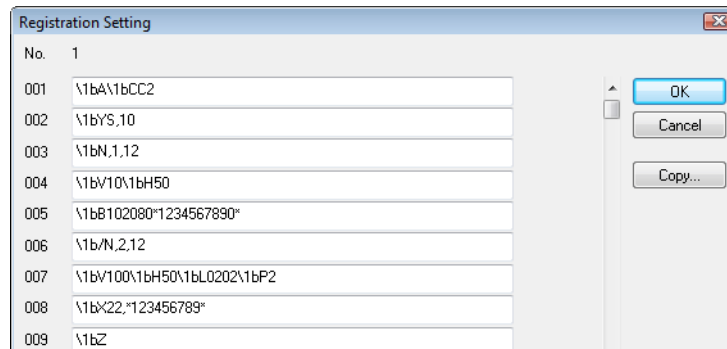 Registration Setting
No. 1
001 \1bA\1bCC2
OK
002 \1bYS,10
Cancel
003 \1bN,1,12
004 \1bV10\1bH50
Copy...
005 \1bB102080*1234567890*
006 \1b/N,2,12
007 \1bV100\1bH50\1bL0202\1bP2
008 \1bX22,*123456789*
009 \1bZ